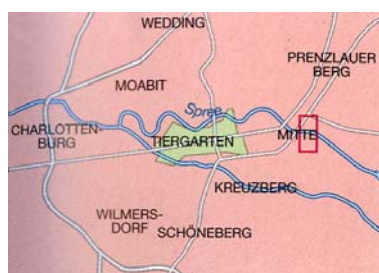 WEDDING
PRENZLAUER
BERG
MOABIT
Spree
CHARLOTTEN-
BURG
TIERGARTEN
MITTE
KREUZBERG
WILMERS-
DORF
SCHÖNEBERG